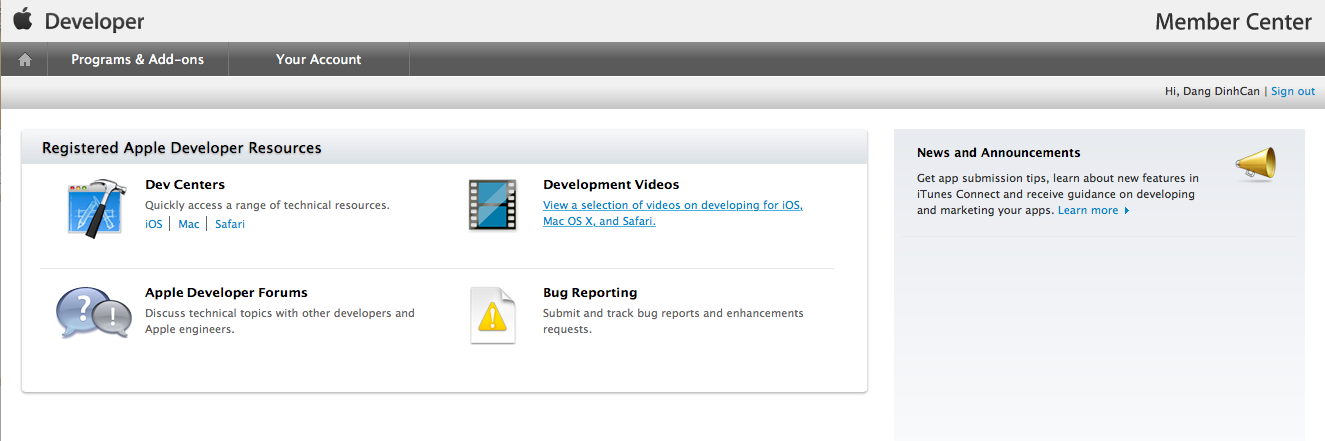 Developer
Member Center
Programs & Add-ons
Your Account
Hi, Dang DinhCan | Sign out
Registered Apple Developer Resources
Dev Centers
Quickly access a range of technical resources.
iOS | Mac | Safari
Development Videos
View a selection of videos on developing for iOS,
Mac OS X, and Safari.
Apple Developer Forums
Discuss technical topics with other developers and
Apple engineers.
Bug Reporting
Submit and track bug reports and enhancements
requests.
News and Announcements
Get app submission tips, learn about new features in
iTunes Connect and receive guidance on developing
and marketing your apps. Learn more